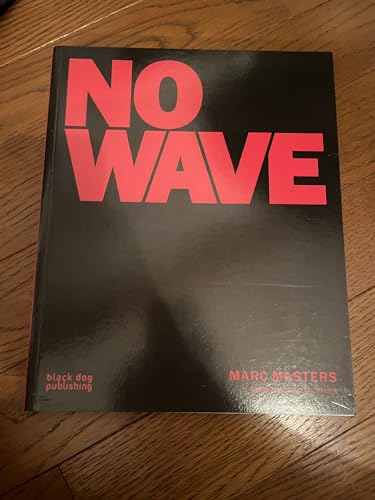 NO
WAVE
black dog
publishing
MARC MASTERS